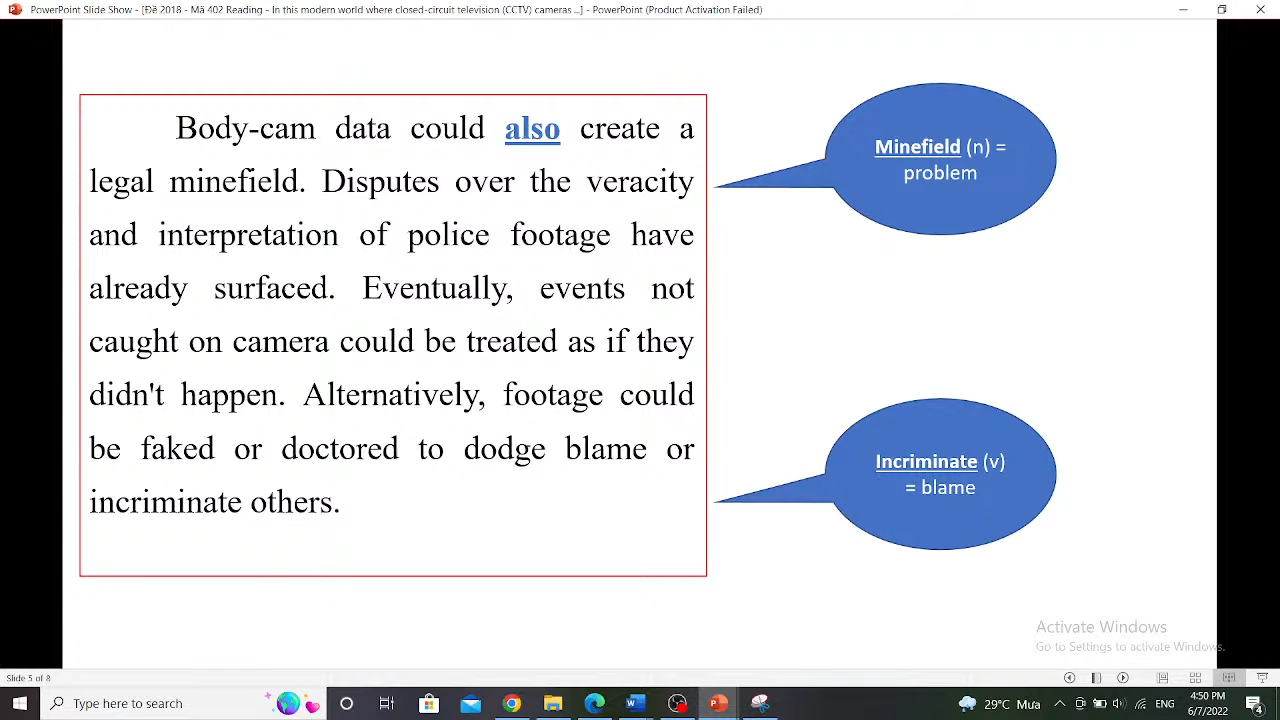 PowerPoint Slide Show - [Đề 2018 - Mã 402 Reading - In this modern world where closed-circuit television (CCTV) cameras ..] - PowerPoint (Product Activation Failed)
Body-cam data could also create a
legal minefield. Disputes over the veracity
and interpretation of police footage have
already surfaced. Eventually, events not
caught on camera could be treated as if they
didn't happen. Alternatively, footage could
be faked or doctored to dodge blame or
incriminate others.
Minefield (n) =
problem
Incriminate (v)
= blame
Activate Windows
Go to Settings to activate Windows.
Slide 5 of 8
Type here to search
29°C Mưa
ENG
4:50 PM
6/7/2022
4